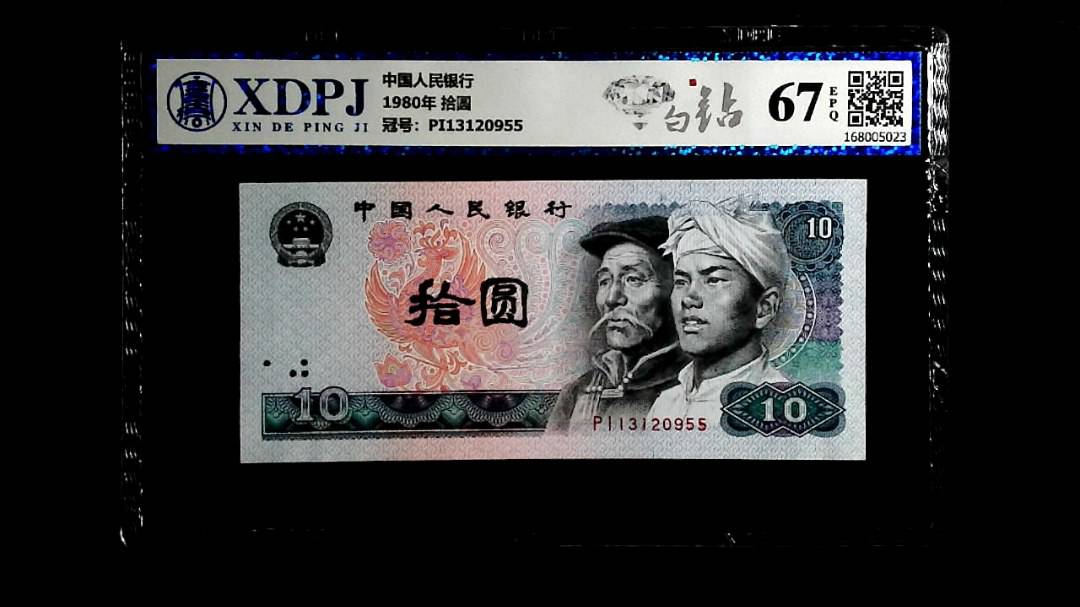 XDPJ
XIN DE PING JI
中国人民银行
1980年 拾圆
冠号：PI13120955
白钻
67
EPQ
168005023
中国人民银行
10
拾圆
10
PI13120955
10